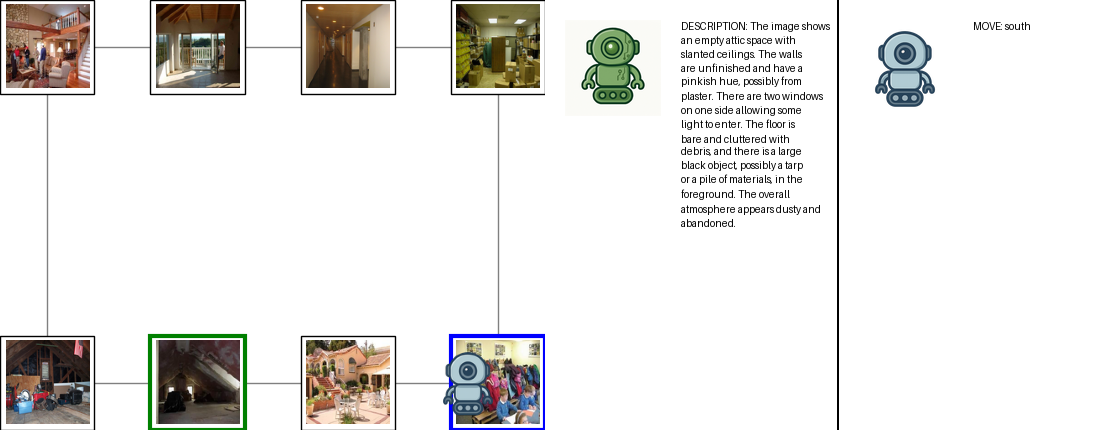 DESCRIPTION: The image shows
an empty attic space with
slanted ceilings. The walls
are unfinished and have a
pinkish hue, possibly from
plaster. There are two windows
on one side allowing some
light to enter. The floor is
bare and cluttered with
debris, and there is a large
black object, possibly a tarp
or a pile of materials, in the
foreground. The overall
atmosphere appears dusty and
abandoned.
MOVE: south